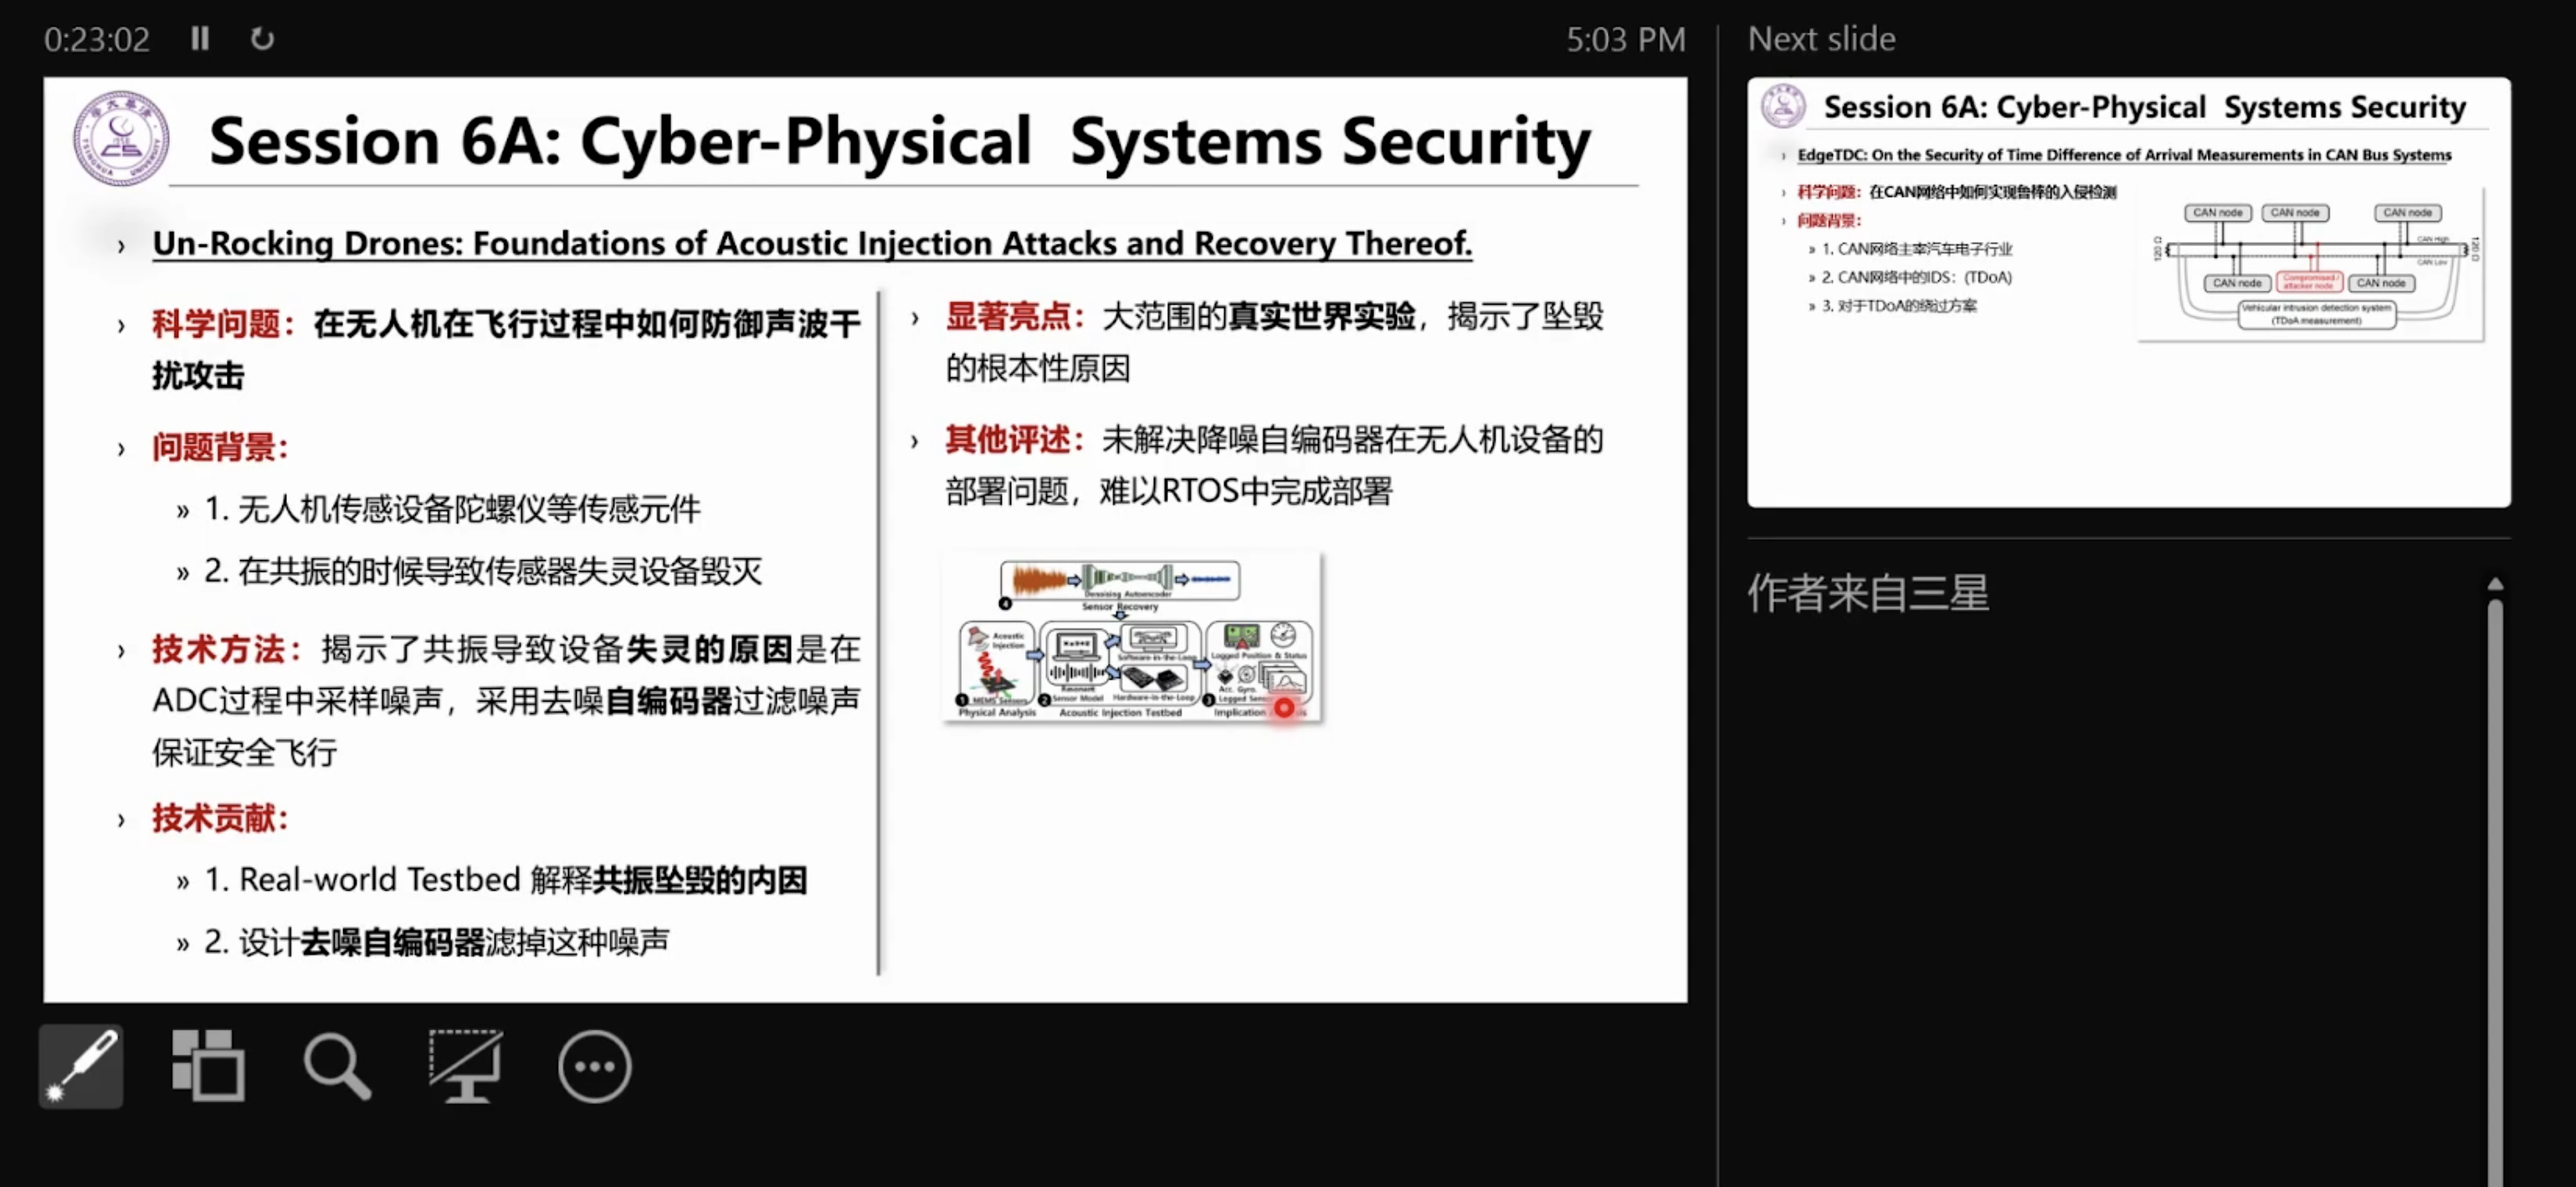 0:23:02
5:03 PM
Next slide
Session 6A: Cyber-Physical Systems Security
Un-Rocking Drones: Foundations of Acoustic Injection Attacks and Recovery Thereof.
科学问题：在无人机在飞行过程中如何防御声波干
扰攻击
问题背景：
» 1. 无人机传感设备陀螺仪等传感元件
» 2. 在共振的时候导致传感器失灵设备毁灭
技术方法：揭示了共振导致设备失灵的原因是在
ADC过程中采样噪声，采用去噪自编码器过滤噪声
保证安全飞行
技术贡献：
» 1. Real-world Testbed 解释共振坠毁的内因
» 2. 设计去噪自编码器滤掉这种噪声
显著亮点：大范围的真实世界实验，揭示了坠毁
的根本性原因
其他评述：未解决降噪自编码器在无人机设备的
部署问题，难以RTOS中完成部署
Denoising Autoencoder
4
Sensor Recovery
Acoustic
Injection
Software-in-the-Loop
Logged Position & Status
Resonant
Sensor Model
Hardware-in-the-Loop
Acc. Gyro.
1 MEMS Sensors
2
3 Logged
Physical Analysis
Acoustic Injection Testbed
Implication
Session 6A: Cyber-Physical Systems Security
EdgeTDC: On the Security of Time Difference of Arrival Measurements in CAN Bus Systems
科学问题：在CAN网络中如何实现鲁棒的入侵检测
问题背景：
» 1. CAN网络主宰汽车电子行业
» 2. CAN网络中的IDS：(TDoA)
» 3. 对于TDoA的绕过方案
CAN node
CAN node
CAN node
CAN High
120 Ω
120 Ω
CAN Low
CAN node
Compromised /
attacker node
CAN node
Vehicular intrusion detection system
(TDoA measurement)
作者来自三星